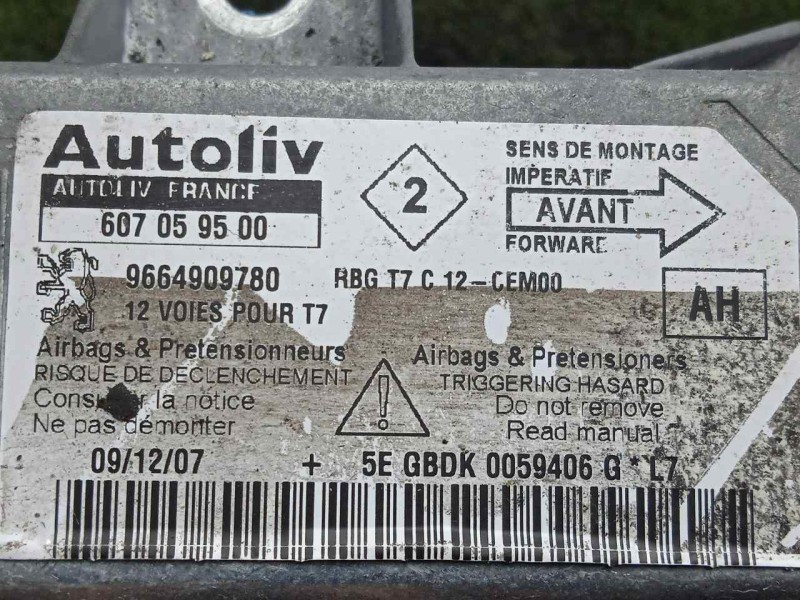 Autoliv
AUTOLIV FRANCE
607 05 95 00
2
SENS DE MONTAGE
IMPERATIF
AVANT
FORWARE
9664909780
RBG T7 C 12-CEM00
12 VOIES POUR T7
AH
Airbags & Pretensionneurs
RISQUE DE DECLENCHEMENT
la notice
Ne pas démonter
!
Airbags & Pretensioners
TRIGGERING HASARD
Do not remove
Read manual
09/12/07 + 5E GBDK 0059406 G * L7